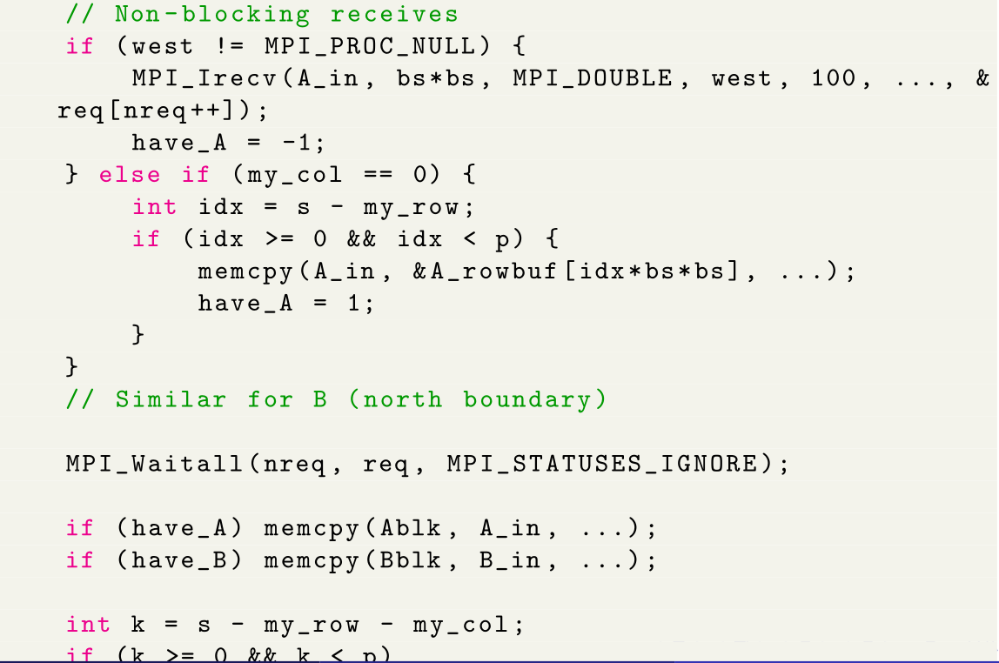 // Non-blocking receives
if (west != MPI_PROC_NULL) {
MPI_Irecv(A_in, bs*bs, MPI_DOUBLE, west, 100, ..., &
req[nreq++]);
have_A = -1;
} else if (my_col == 0) {
int idx = s - my_row;
if (idx >= 0 && idx < p) {
memcpy(A_in, &A_rowbuf[idx*bs*bs], ...);
have_A = 1;
}
}
// Similar for B (north boundary)
MPI_Waitall(nreq, req, MPI_STATUSES_IGNORE);
if (have_A) memcpy(Ablk, A_in, ...);
if (have_B) memcpy(Bblk, B_in, ...);
int k = s - my_row - my_col;
if (k >= 0 && k < p)